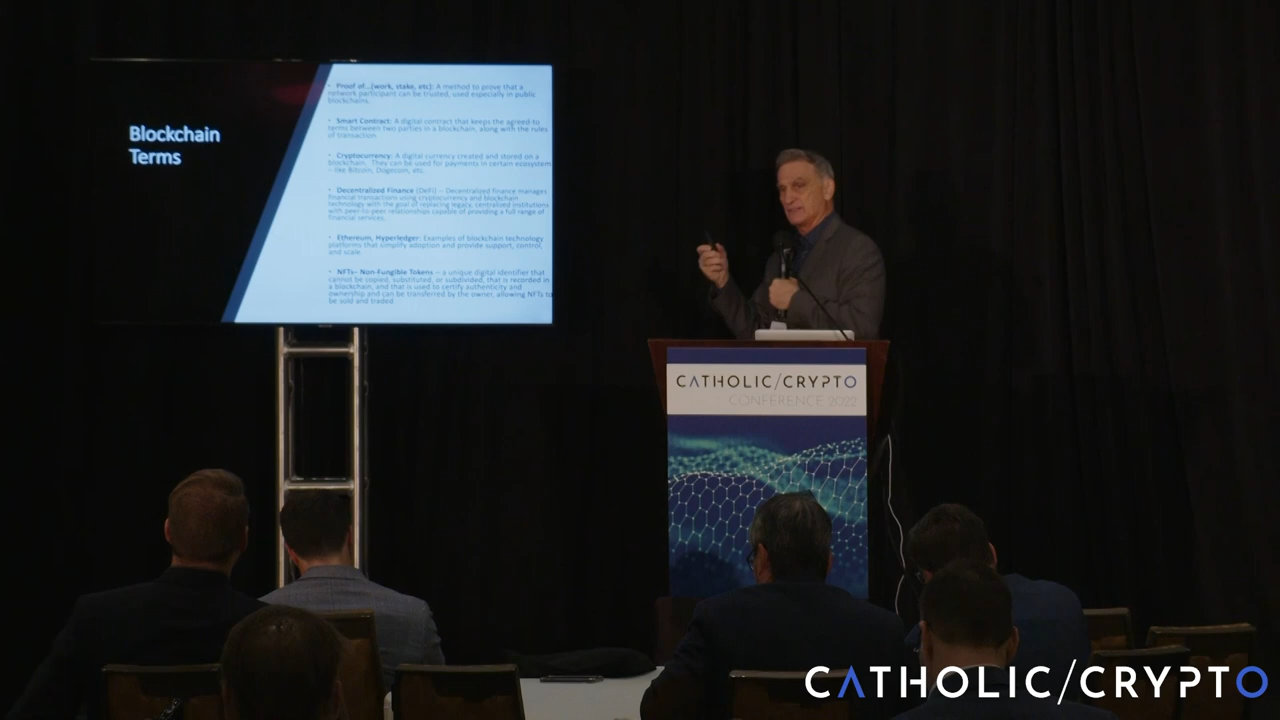 Blockchain
Terms
• Proof of...(work, stake, etc): A method to prove that a
network participant can be trusted, used especially in public
blockchains.
• Smart Contract: A digital contract that keeps the agreed-to
terms between two parties in a blockchain, along with the rules
of transaction.
• Cryptocurrency: A digital currency created and stored on a
blockchain. They can be used for payments in certain ecosystem
– like Bitcoin, Dogecoin, etc.
• Decentralized Finance (DeFi) – Decentralized finance manages
financial transactions using cryptocurrency and blockchain
technology with the goal of replacing legacy, centralized institutions
with peer-to-peer relationships capable of providing a full range of
financial services.
• Ethereum, Hyperledger: Examples of blockchain technology
platforms that simplify adoption and provide support, control,
and scale.
• NFTs– Non-Fungible Tokens – a unique digital identifier that
cannot be copied, substituted, or subdivided, that is recorded in
a blockchain, and that is used to certify authenticity and
ownership and can be transferred by the owner, allowing NFTs to
be sold and traded
CATHOLIC/CRYPTO
CONFERENCE 2022
CATHOLIC/CRYPTO